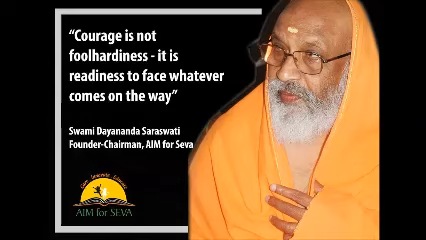 “Courage is not
foolhardiness - it is
readiness to face whatever
comes on the way”
Swami Dayananda Saraswati
Founder-Chairman, AIM for Seva
AIM for SEVA